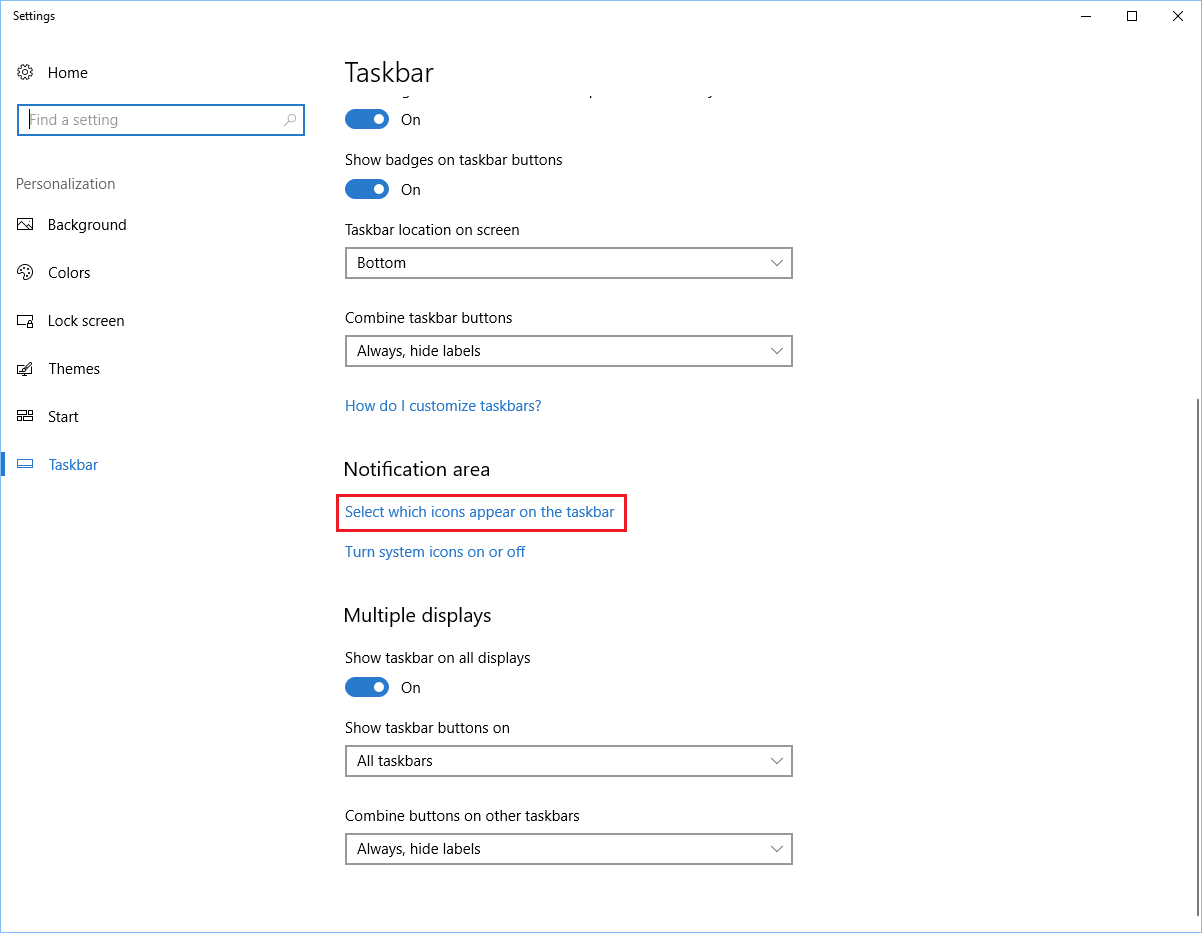 Settings
Home
Find a setting
Personalization
Background
Colors
Lock screen
Themes
Start
Taskbar
Taskbar
On
Show badges on taskbar buttons
On
Taskbar location on screen
Bottom
Combine taskbar buttons
Always, hide labels
How do I customize taskbars?
Notification area
Select which icons appear on the taskbar
Turn system icons on or off
Multiple displays
Show taskbar on all displays
On
Show taskbar buttons on
All taskbars
Combine buttons on other taskbars
Always, hide labels